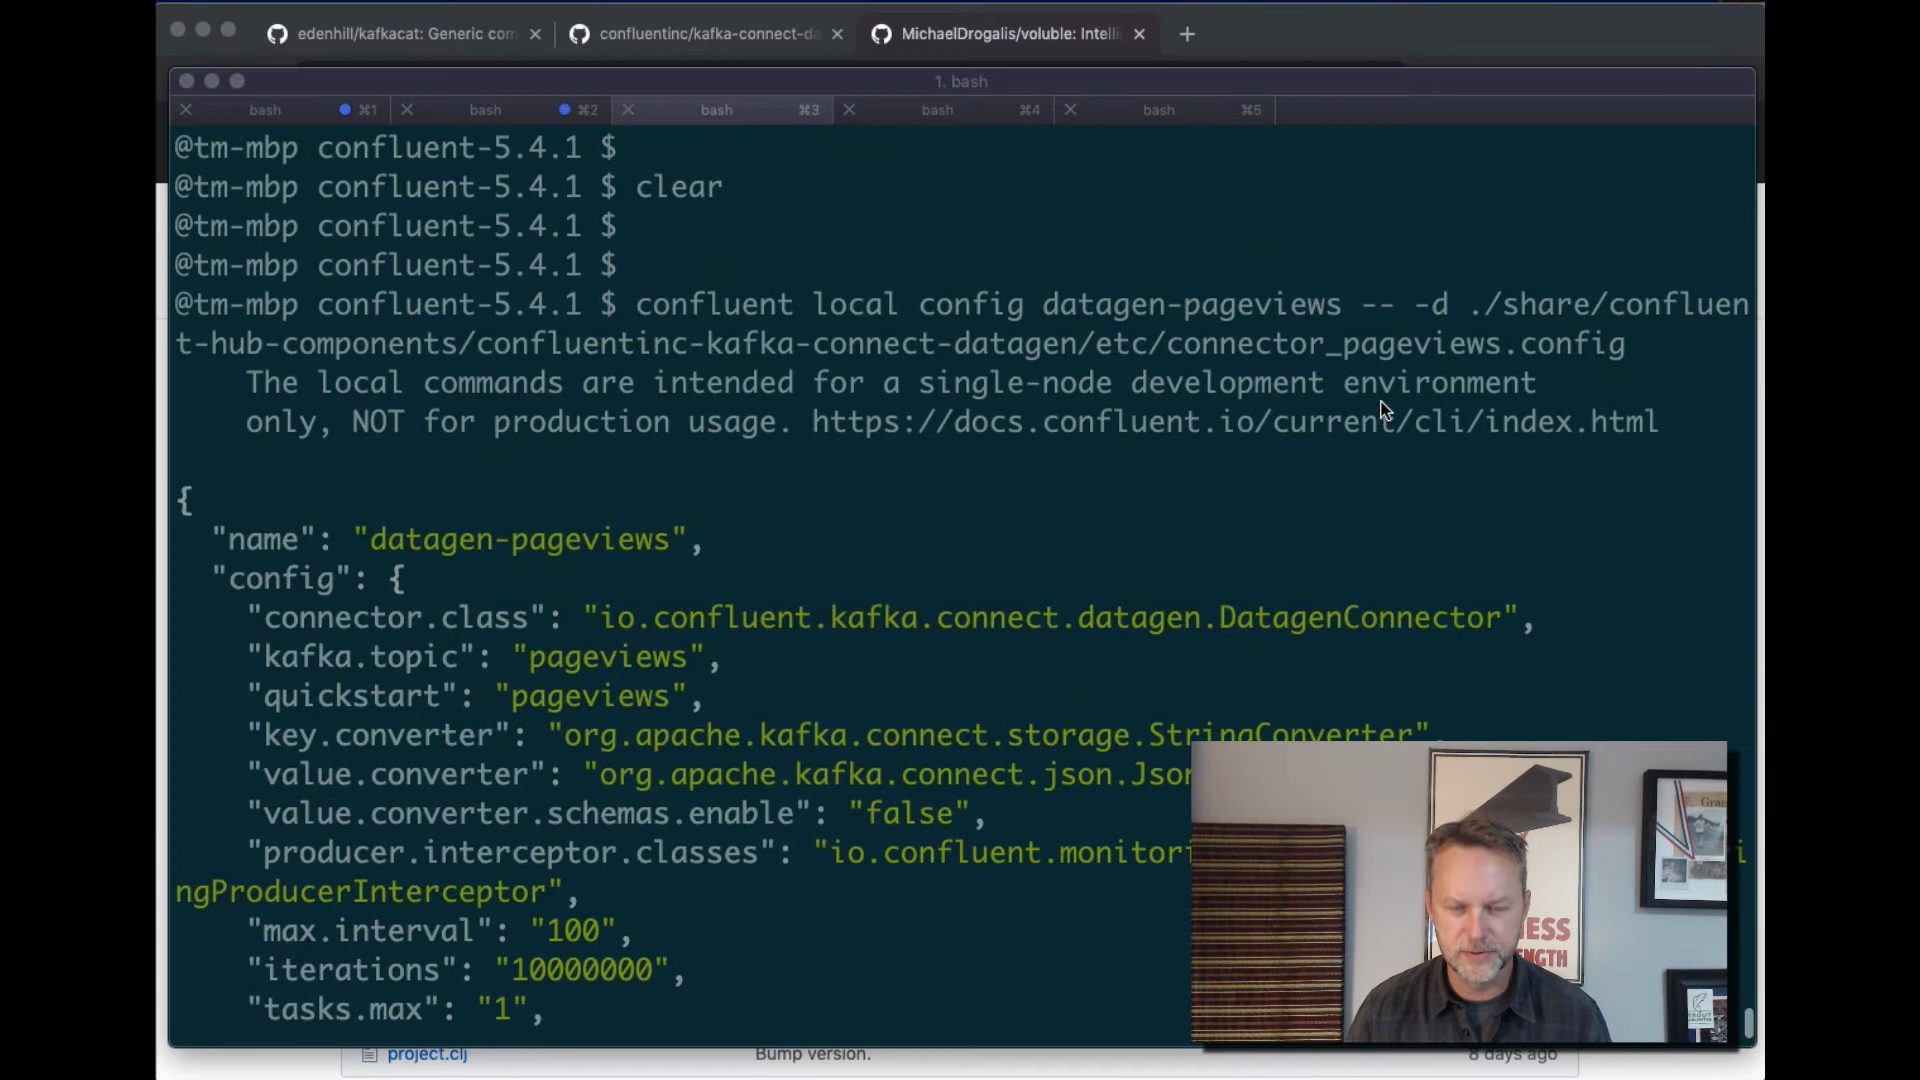 edenhill/kafkacat: Generic com
confluentinc/kafka-connect-da
MichaelDrogalis/voluble: Intelli
1. bash
bash ⌘1
bash ⌘2
bash ⌘3
bash ⌘4
bash ⌘5
@tm-mbp confluent-5.4.1 $
@tm-mbp confluent-5.4.1 $ clear
@tm-mbp confluent-5.4.1 $
@tm-mbp confluent-5.4.1 $
@tm-mbp confluent-5.4.1 $ confluent local config datagen-pageviews -- -d ./share/confluen
t-hub-components/confluentinc-kafka-connect-datagen/etc/connector_pageviews.config
The local commands are intended for a single-node development environment
only, NOT for production usage. https://docs.confluent.io/current/cli/index.html
{
"name": "datagen-pageviews",
"config": {
"connector.class": "io.confluent.kafka.connect.datagen.DatagenConnector",
"kafka.topic": "pageviews",
"quickstart": "pageviews",
"key.converter": "org.apache.kafka.connect.storage.StringConverter",
"value.converter": "org.apache.kafka.connect.json.Json
"value.converter.schemas.enable": "false",
"producer.interceptor.classes": "io.confluent.monitori
ngProducerInterceptor",
"max.interval": "100",
"iterations": "10000000",
"tasks.max": "1",
Gran
ESS
NGTH
TROUT
project.clj
Bump version.
8 days ago